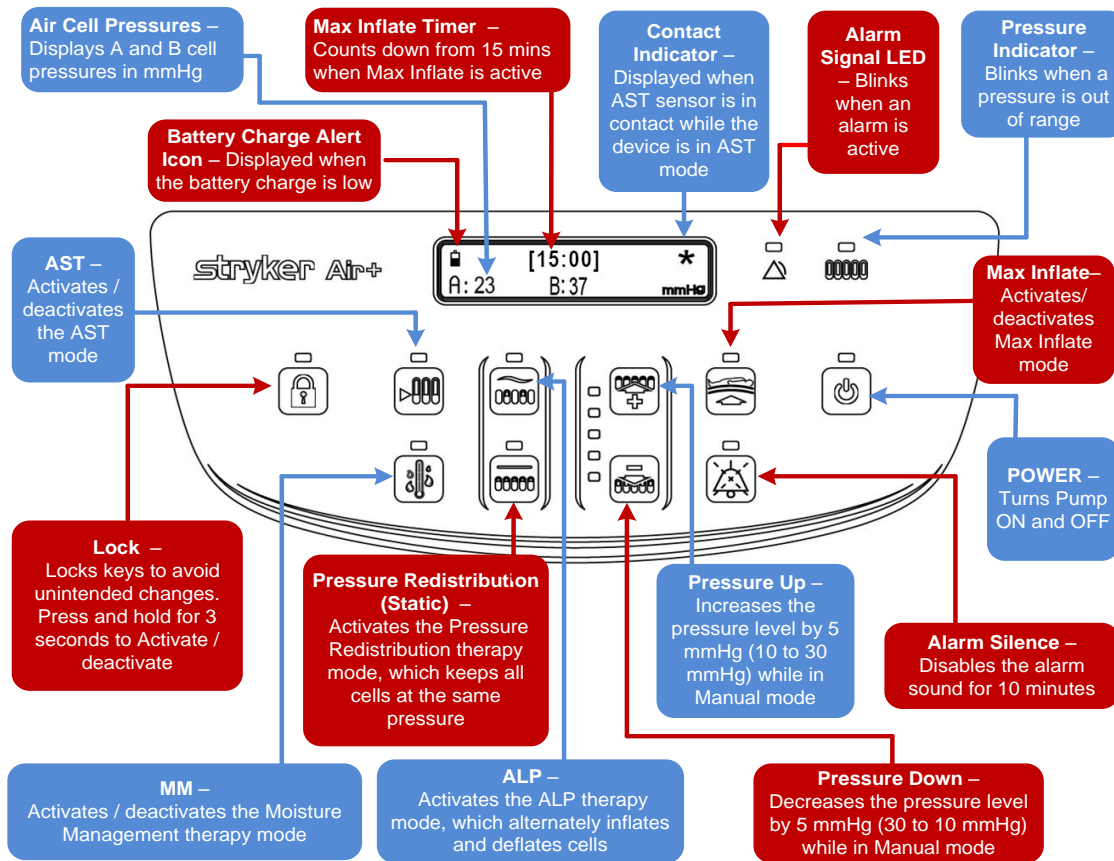 Air Cell Pressures –
Displays A and B cell
pressures in mmHg
Max Inflate Timer –
Counts down from 15 mins
when Max Inflate is active
Contact
Indicator –
Displayed when
AST sensor is in
contact while the
device is in AST
mode
Alarm
Signal LED
– Blinks
when an
alarm is
active
Pressure
Indicator –
Blinks when a
pressure is out
of range
Battery Charge Alert
Icon – Displayed when
the battery charge is low
AST –
Activates /
deactivates
the AST
mode
stryker Air+
[15:00] *
A: 23 B: 37 mmHg
Max Inflate–
Activates/
deactivates
Max Inflate
mode
Lock –
Locks keys to avoid
unintended changes.
Press and hold for 3
seconds to Activate /
deactivate
Pressure Redistribution
(Static) –
Activates the Pressure
Redistribution therapy
mode, which keeps all
cells at the same
pressure
Pressure Up –
Increases the
pressure level by 5
mmHg (10 to 30
mmHg) while in
Manual mode
POWER –
Turns Pump
ON and OFF
Alarm Silence –
Disables the alarm
sound for 10 minutes
MM –
Activates / deactivates the Moisture
Management therapy mode
ALP –
Activates the ALP therapy
mode, which alternately inflates
and deflates cells
Pressure Down –
Decreases the pressure level
by 5 mmHg (30 to 10 mmHg)
while in Manual mode